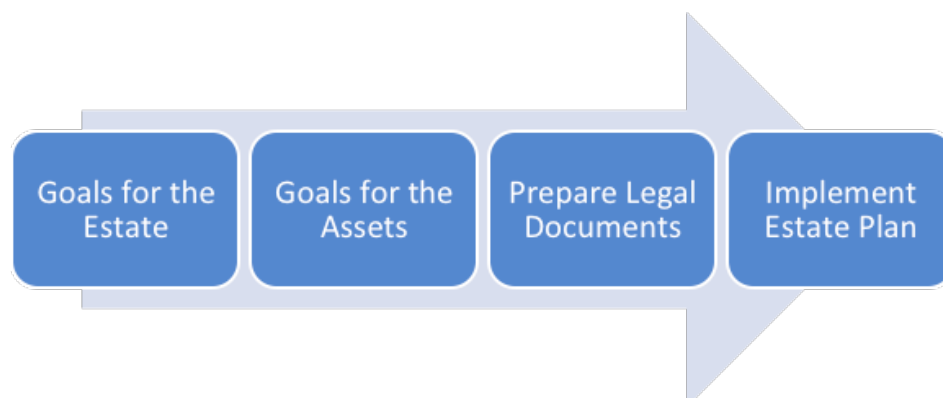 Goals for the
Estate
Goals for the
Assets
Prepare Legal
Documents
Implement
Estate Plan